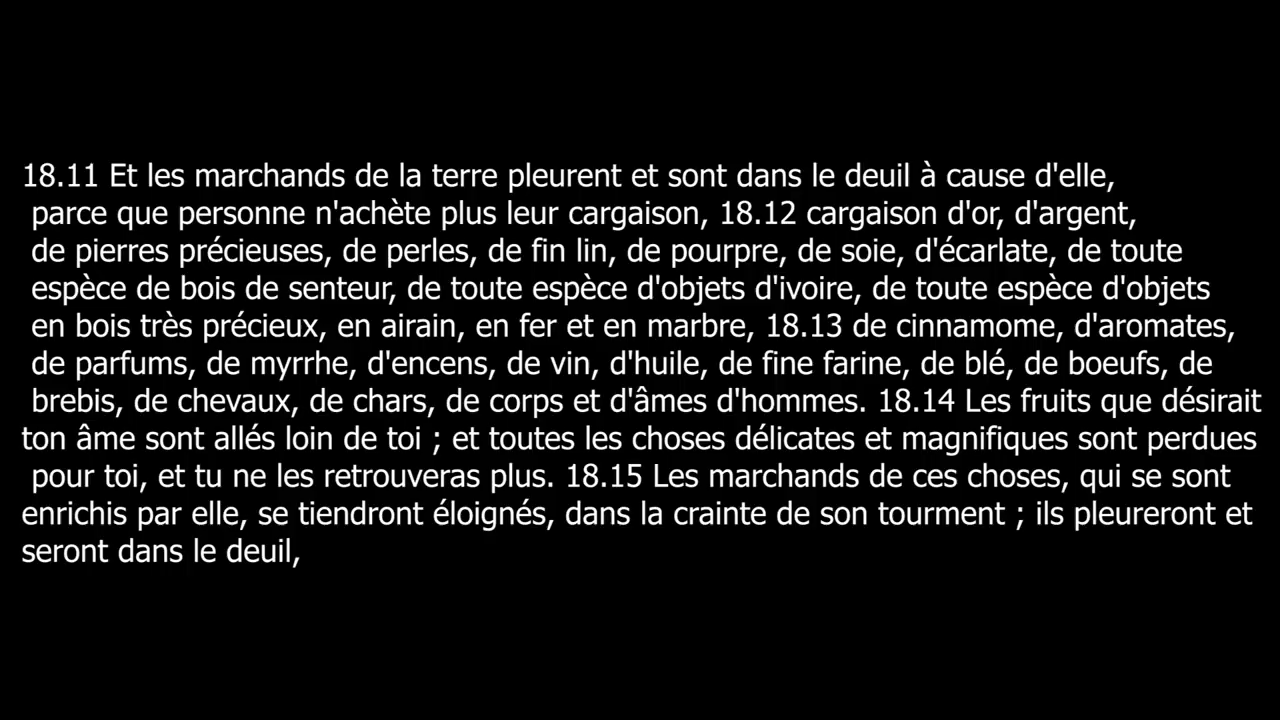 18.11 Et les marchands de la terre pleurent et sont dans le deuil à cause d'elle,
parce que personne n'achète plus leur cargaison, 18.12 cargaison d'or, d'argent,
de pierres précieuses, de perles, de fin lin, de pourpre, de soie, d'écarlate, de toute
espèce de bois de senteur, de toute espèce d'objets d'ivoire, de toute espèce d'objets
en bois très précieux, en airain, en fer et en marbre, 18.13 de cinnamome, d'aromates,
de parfums, de myrrhe, d'encens, de vin, d'huile, de fine farine, de blé, de boeufs, de
brebis, de chevaux, de chars, de corps et d'âmes d'hommes. 18.14 Les fruits que désirait
ton âme sont allés loin de toi ; et toutes les choses délicates et magnifiques sont perdues
pour toi, et tu ne les retrouveras plus. 18.15 Les marchands de ces choses, qui se sont
enrichis par elle, se tiendront éloignés, dans la crainte de son tourment ; ils pleureront et
seront dans le deuil,